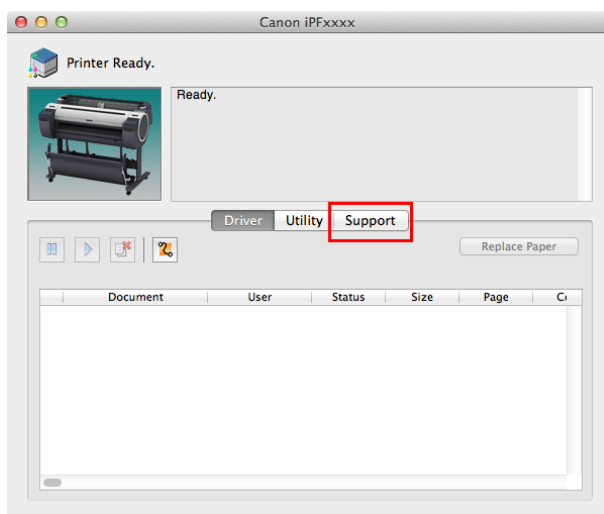 Canon iPFxxxx
Printer Ready.
Ready.
Driver Utility Support
Replace Paper
Document User Status Size Page